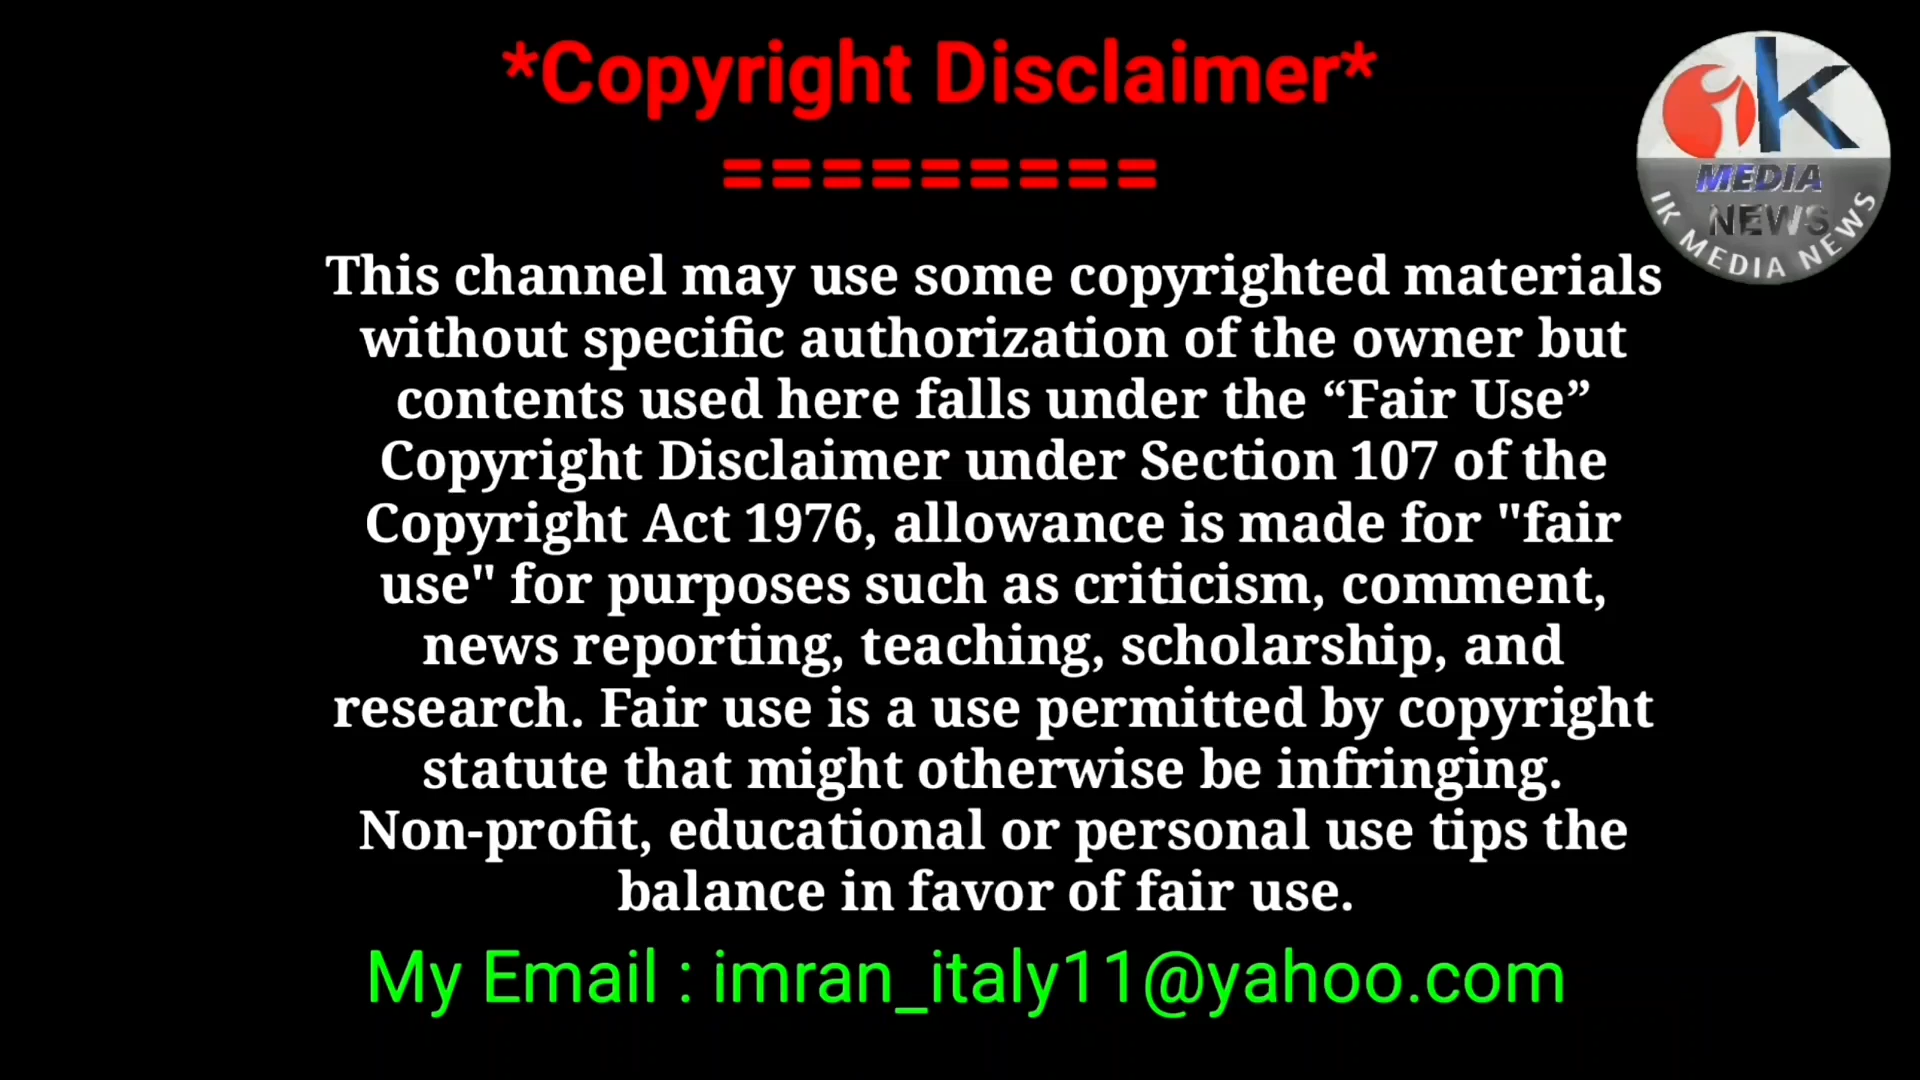 *Copyright Disclaimer*
=========
This channel may use some copyrighted materials
without specific authorization of the owner but
contents used here falls under the “Fair Use”
Copyright Disclaimer under Section 107 of the
Copyright Act 1976, allowance is made for "fair
use" for purposes such as criticism, comment,
news reporting, teaching, scholarship, and
research. Fair use is a use permitted by copyright
statute that might otherwise be infringing.
Non-profit, educational or personal use tips the
balance in favor of fair use.
My Email : imran_italy11@yahoo.com
iK
MEDIA
NEWS
IK MEDIA NEWS